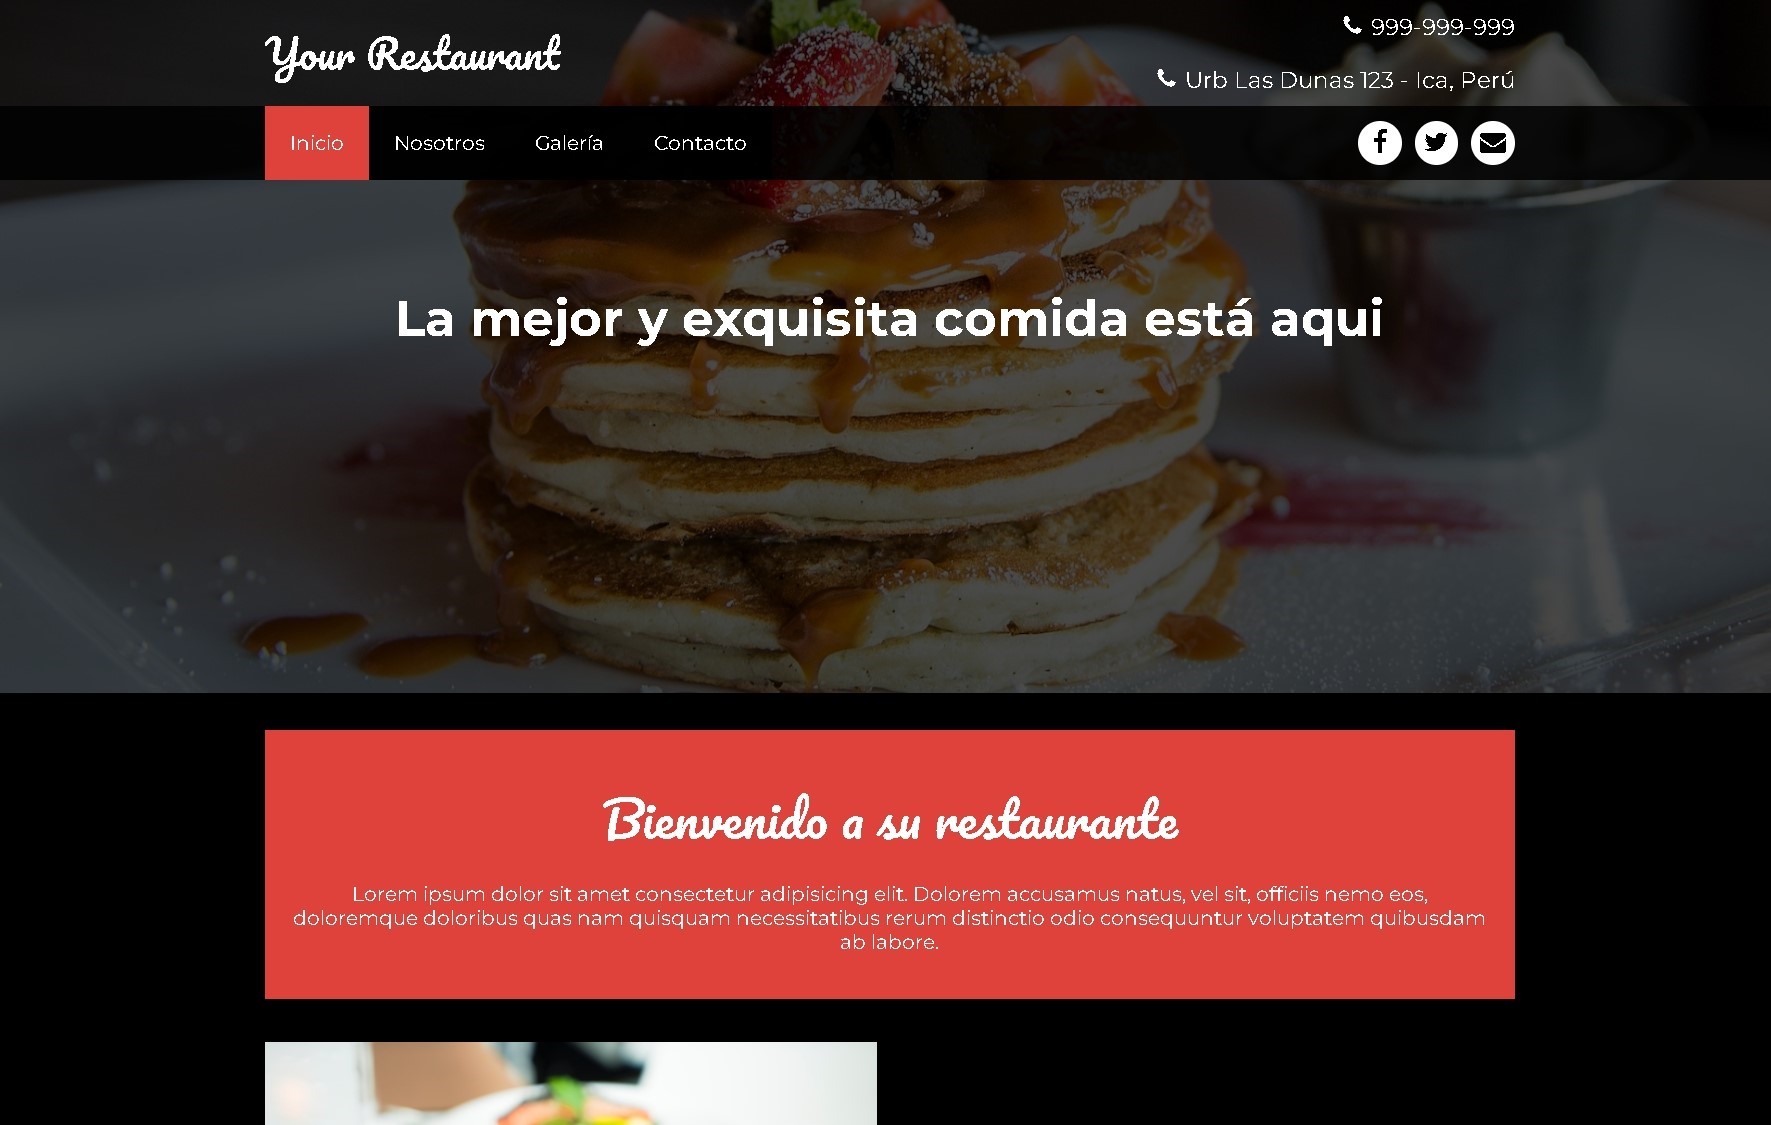 Your Restaurant
999-999-999
Urb Las Dunas 123 - Ica, Perú
Inicio Nosotros Galería Contacto
La mejor y exquisita comida está aqui
Bienvenido a su restaurante
Lorem ipsum dolor sit amet consectetur adipisicing elit. Dolorem accusamus natus, vel sit, officiis nemo eos,
doloremque doloribus quas nam quisquam necessitatibus rerum distinctio odio consequuntur voluptatem quibusdam
ab labore.